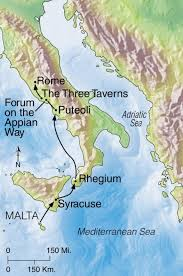 Rome
The Three Taverns
Forum
on the
Appian
Way
Puteoli
Adriatic
Sea
N
Rhegium
MALTA
Syracuse
Mediterranean Sea
0 150 Mi.
0 150 Km.